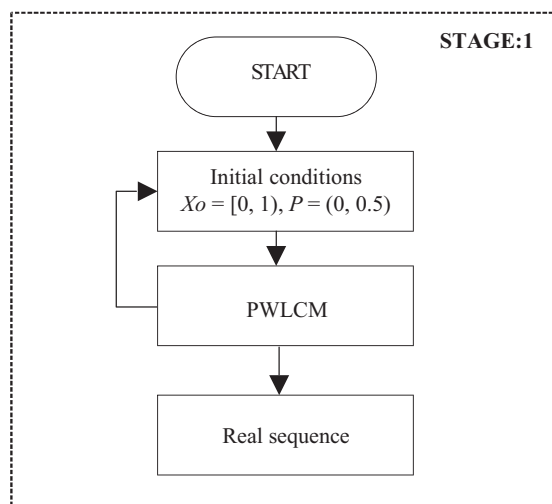 STAGE:1
START
Initial conditions
Xo = [0, 1), P = (0, 0.5)
PWLCM
Real sequence